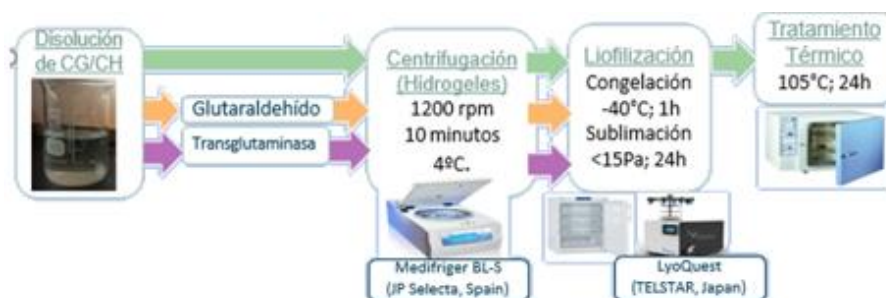 Disolución
de CG/CH
Glutaraldehído
Transglutaminasa
Centrifugación
(Hidrogeles)
1200 rpm
10 minutos
4ºC.
Medifriger BL-S
(JP Selecta, Spain)
Liofilización
Congelación
-40°C; 1h
Sublimación
<15Pa; 24h
LyoQuest
(TELSTAR, Japan)
Tratamiento
Térmico
105°C; 24h